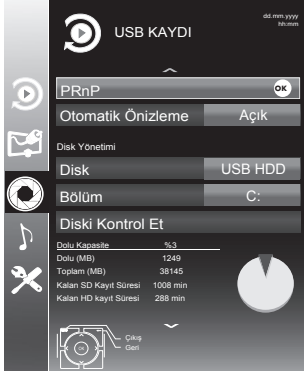 USB KAYDI
dd.mm.yyyy
hh:mm
PRnP OK
Otomatik Önizleme Açık
Disk Yönetimi
Disk USB HDD
Bölüm C:
Diski Kontrol Et
Dolu Kapasite %3
Dolu (MB) 1249
Toplam (MB) 38145
Kalan SD Kayıt Süresi 1008 min
Kalan HD kayıt Süresi 288 min
Çıkış
OK
Geri